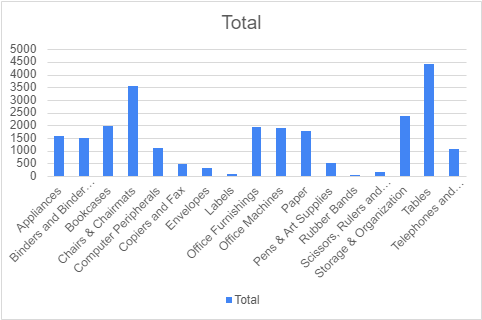 Total
5000
4500
4000
3500
3000
2500
2000
1500
1000
500
0
Appliances
Binders and Binder…
Bookcases
Chairs & Chairmats
Computer Peripherals
Copiers and Fax
Envelopes
Labels
Office Furnishings
Office Machines
Paper
Pens & Art Supplies
Rubber Bands
Scissors, Rulers and…
Storage & Organization
Tables
Telephones and…
Total